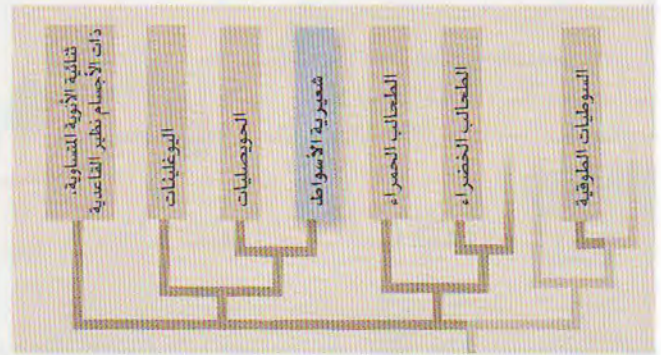 ثنائية الأنوية المتساوية،
ذات الأجسام نظير القاعدية
اليوغلينات
الحويصليات
شعيرية الأسواط
الطحالب الحمراء
الطحالب الخضراء
السوطيات الطوقية